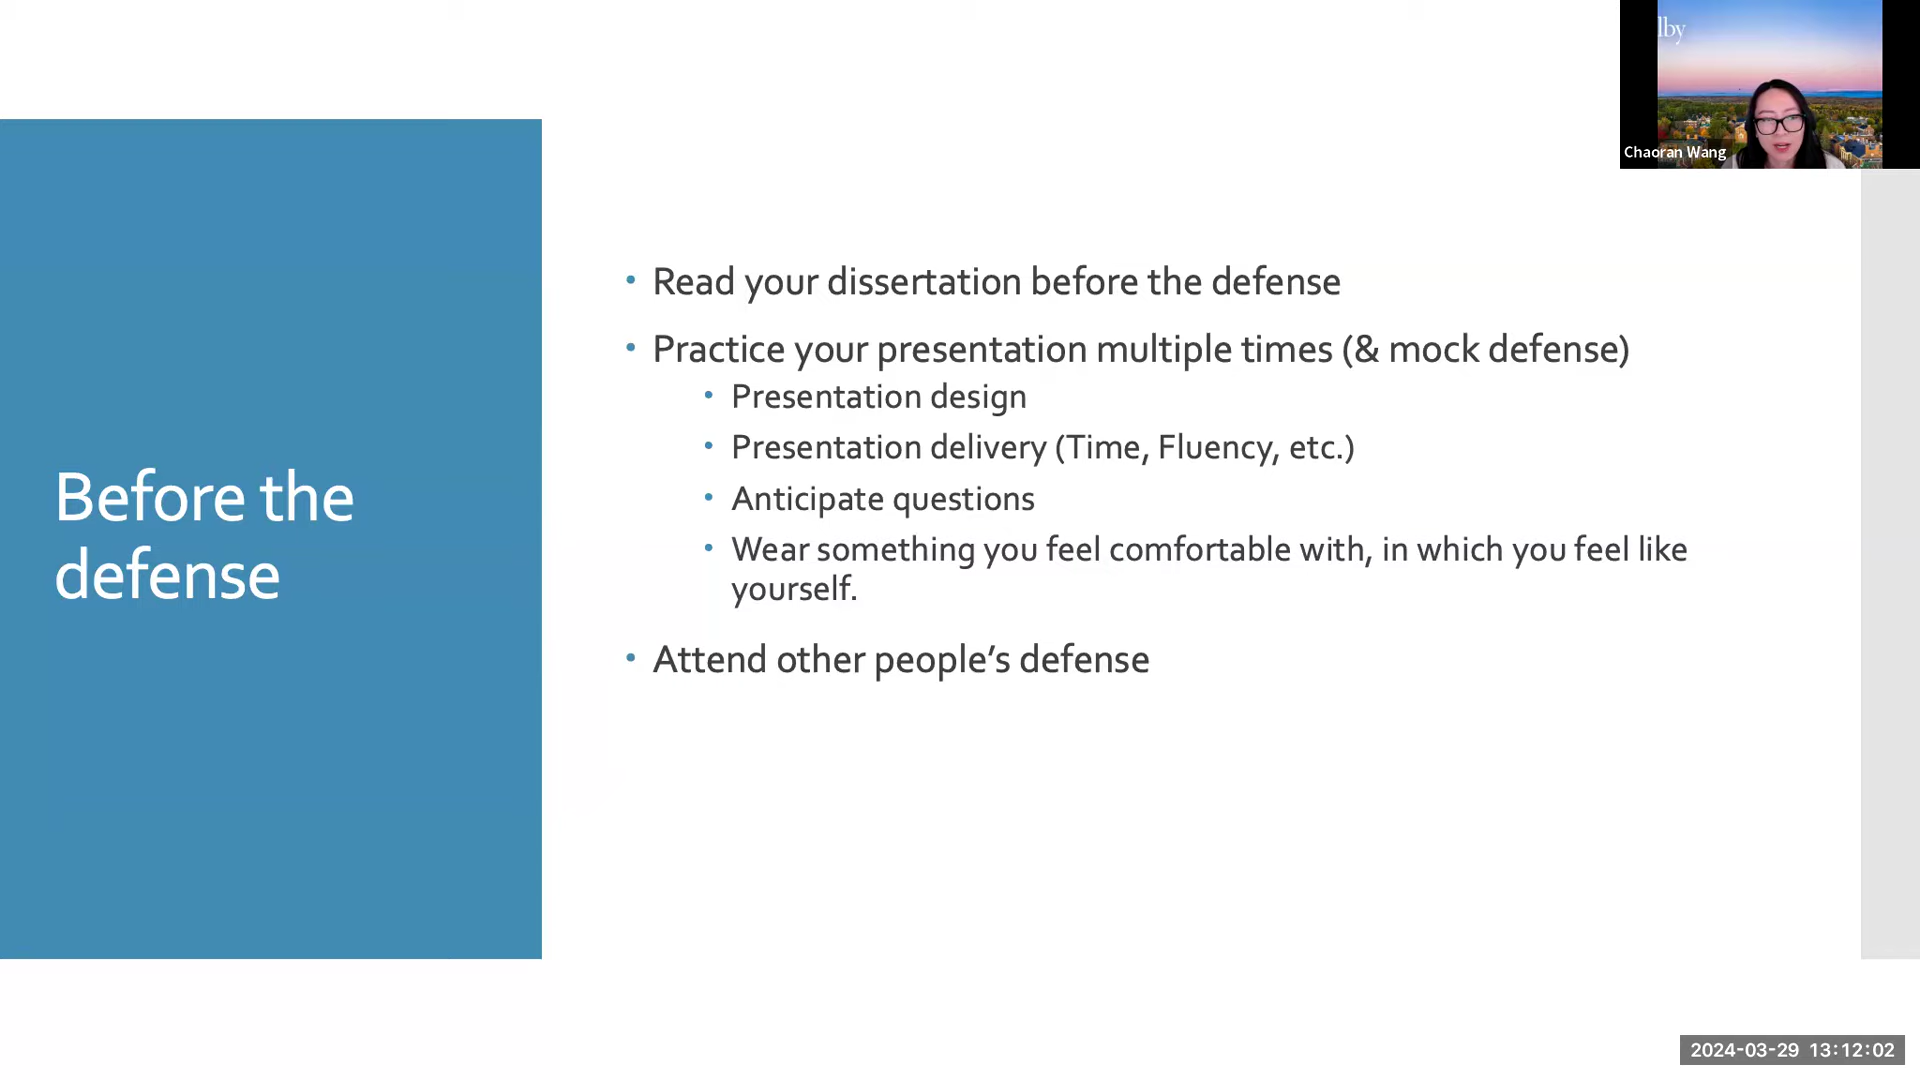 lby
Chaoran Wang
Before the
defense
• Read your dissertation before the defense
• Practice your presentation multiple times (& mock defense)
• Presentation design
• Presentation delivery (Time, Fluency, etc.)
• Anticipate questions
• Wear something you feel comfortable with, in which you feel like
yourself.
• Attend other people’s defense
2024-03-29 13:12:02